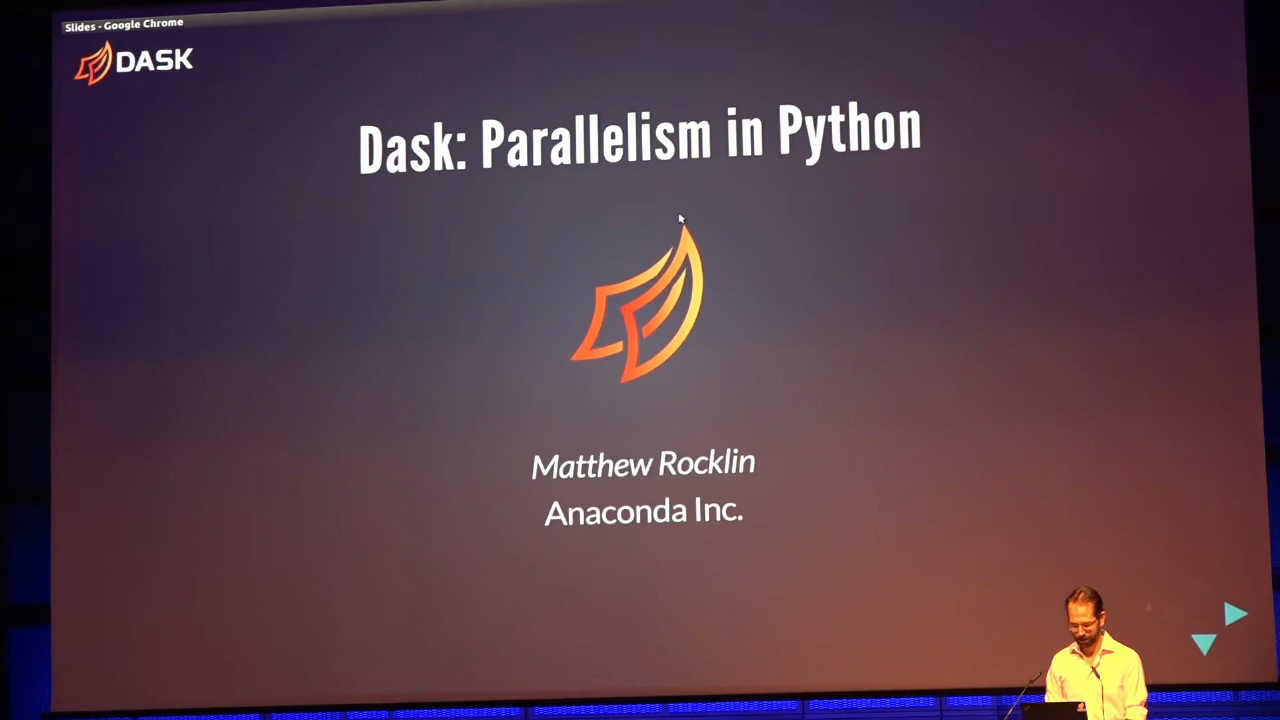 Slides - Google Chrome
DASK
Dask: Parallelism in Python
Matthew Rocklin
Anaconda Inc.